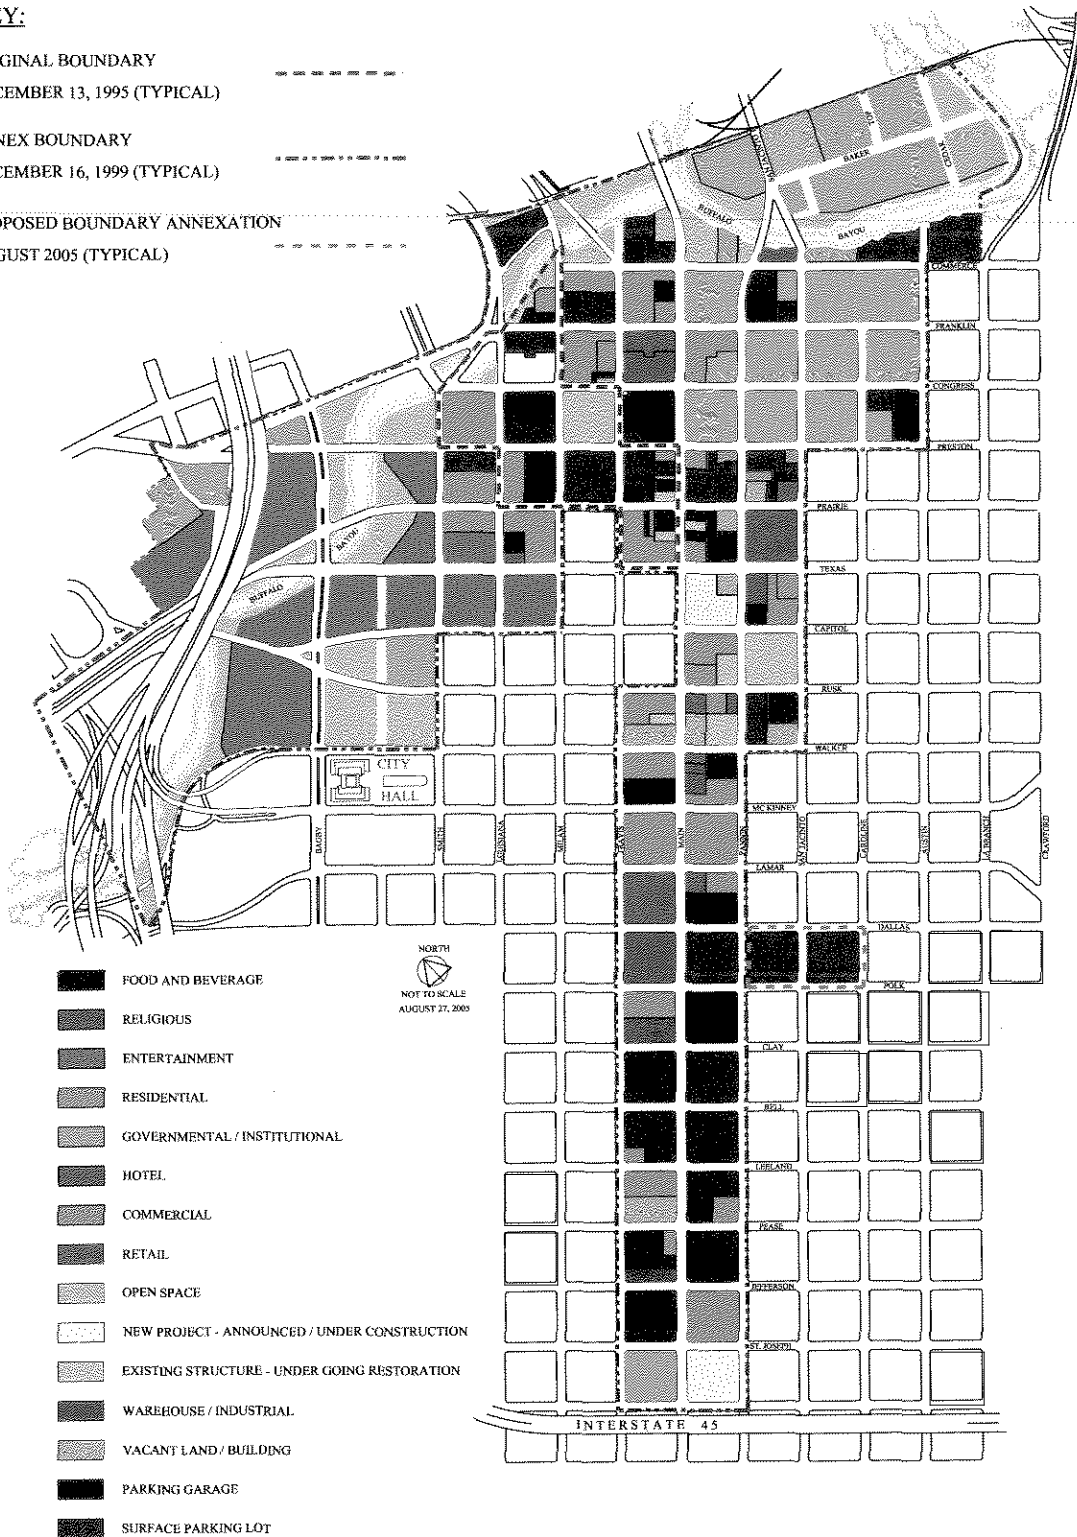 EY:
IGINAL BOUNDARY
CEMBER 13, 1995 (TYPICAL)
NEX BOUNDARY
CEMBER 16, 1999 (TYPICAL)
OPOSED BOUNDARY ANNEXATION
GUST 2005 (TYPICAL)
BAKER
BUFFALO
BAYOU
COMMERCE
FRANKLIN
CONGRESS
PRESTON
PRAIRIE
BAYOU
TEXAS
BUFFALO
CAPITOL
RUSK
WALKER
CITY
HALL
MC KINNEY
BAGBY
SMITH
LOUISIANA
MILAM
TRAVIS
MAIN
FANNIN
SAN JACINTO
CAROLINE
AUSTIN
LA BRANCH
CRAWFORD
LAMAR
DALLAS
NORTH
NOT TO SCALE
AUGUST 27, 2005
POLK
CLAY
BELL
LEELAND
PEASE
JEFFERSON
ST. JOSEPH
INTERSTATE 45
FOOD AND BEVERAGE
RELIGIOUS
ENTERTAINMENT
RESIDENTIAL
GOVERNMENTAL / INSTITUTIONAL
HOTEL
COMMERCIAL
RETAIL
OPEN SPACE
NEW PROJECT - ANNOUNCED / UNDER CONSTRUCTION
EXISTING STRUCTURE - UNDER GOING RESTORATION
WAREHOUSE / INDUSTRIAL
VACANT LAND / BUILDING
PARKING GARAGE
SURFACE PARKING LOT